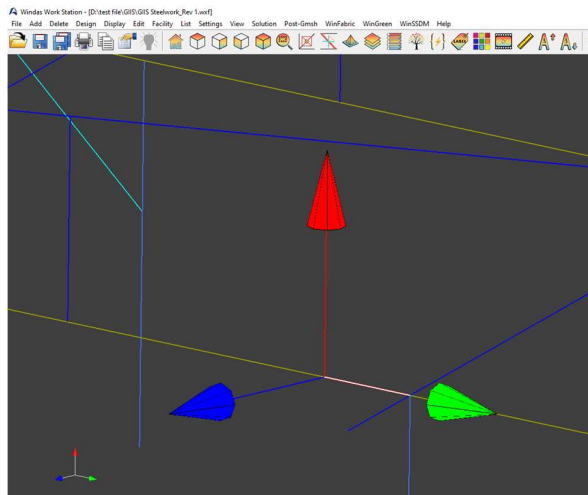 Windas Work Station - [D:\test file\GIIS\GIIS Steelwork_Rev 1.wxf]
File Add Delete Design Display Edit Facility List Settings View Solution Post-Gmsh WinFabric WinGreen WinSSDM Help
LABEL
A A